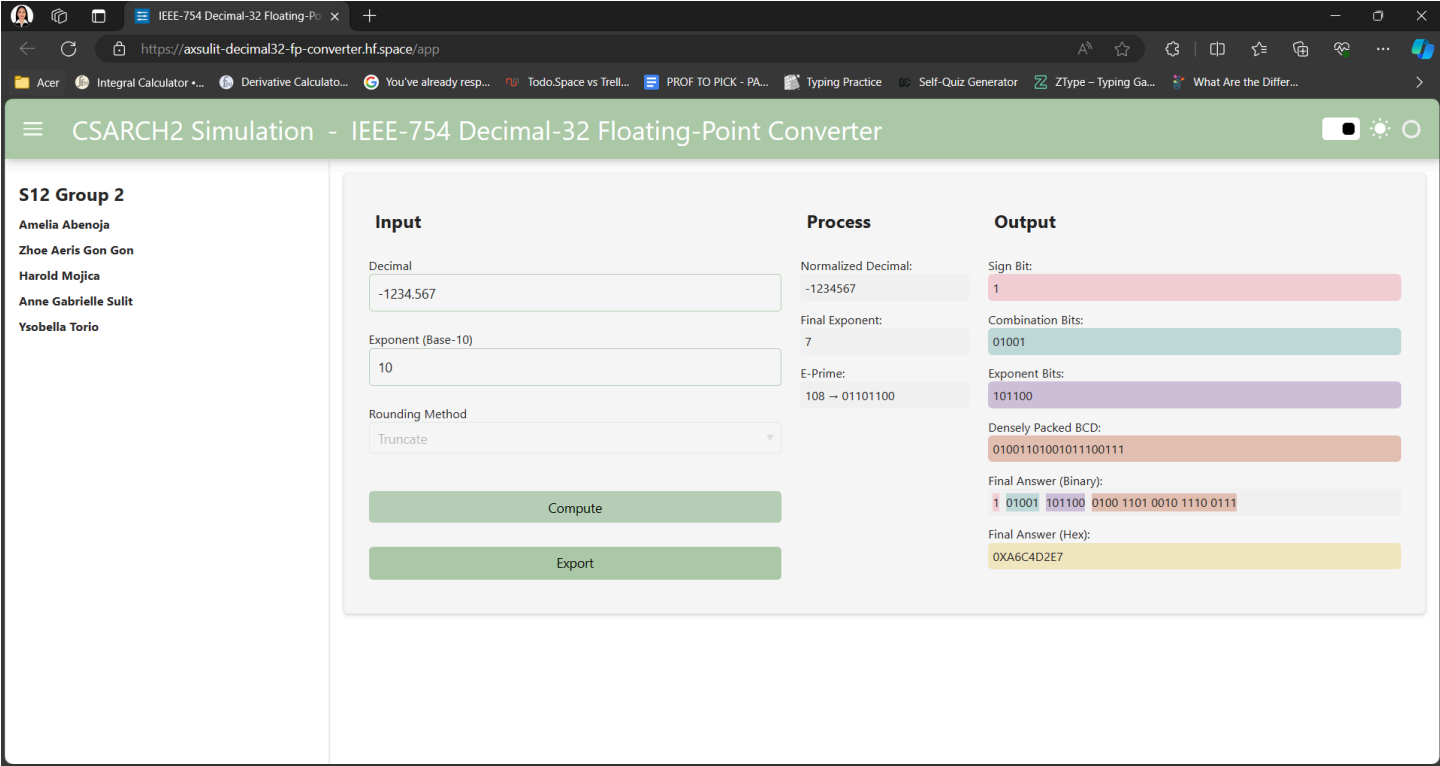 IEEE-754 Decimal-32 Floating-Po
https://axsulit-decimal32-fp-converter.hf.space/app
Acer
Integral Calculator •...
Derivative Calculato...
You've already resp...
Todo.Space vs Trell...
PROF TO PICK - PA...
Typing Practice
Self-Quiz Generator
ZType – Typing Ga...
What Are the Differ...
CSARCH2 Simulation - IEEE-754 Decimal-32 Floating-Point Converter
S12 Group 2
Amelia Abenoja
Zhoe Aeris Gon Gon
Harold Mojica
Anne Gabrielle Sulit
Ysobella Torio
Input
Decimal
-1234.567
Exponent (Base-10)
10
Rounding Method
Truncate
Compute
Export
Process
Normalized Decimal:
-1234567
Final Exponent:
7
E-Prime:
108 → 01101100
Output
Sign Bit:
1
Combination Bits:
01001
Exponent Bits:
101100
Densely Packed BCD:
01001101001011100111
Final Answer (Binary):
1 01001 101100 0100 1101 0010 1110 0111
Final Answer (Hex):
0XA6C4D2E7